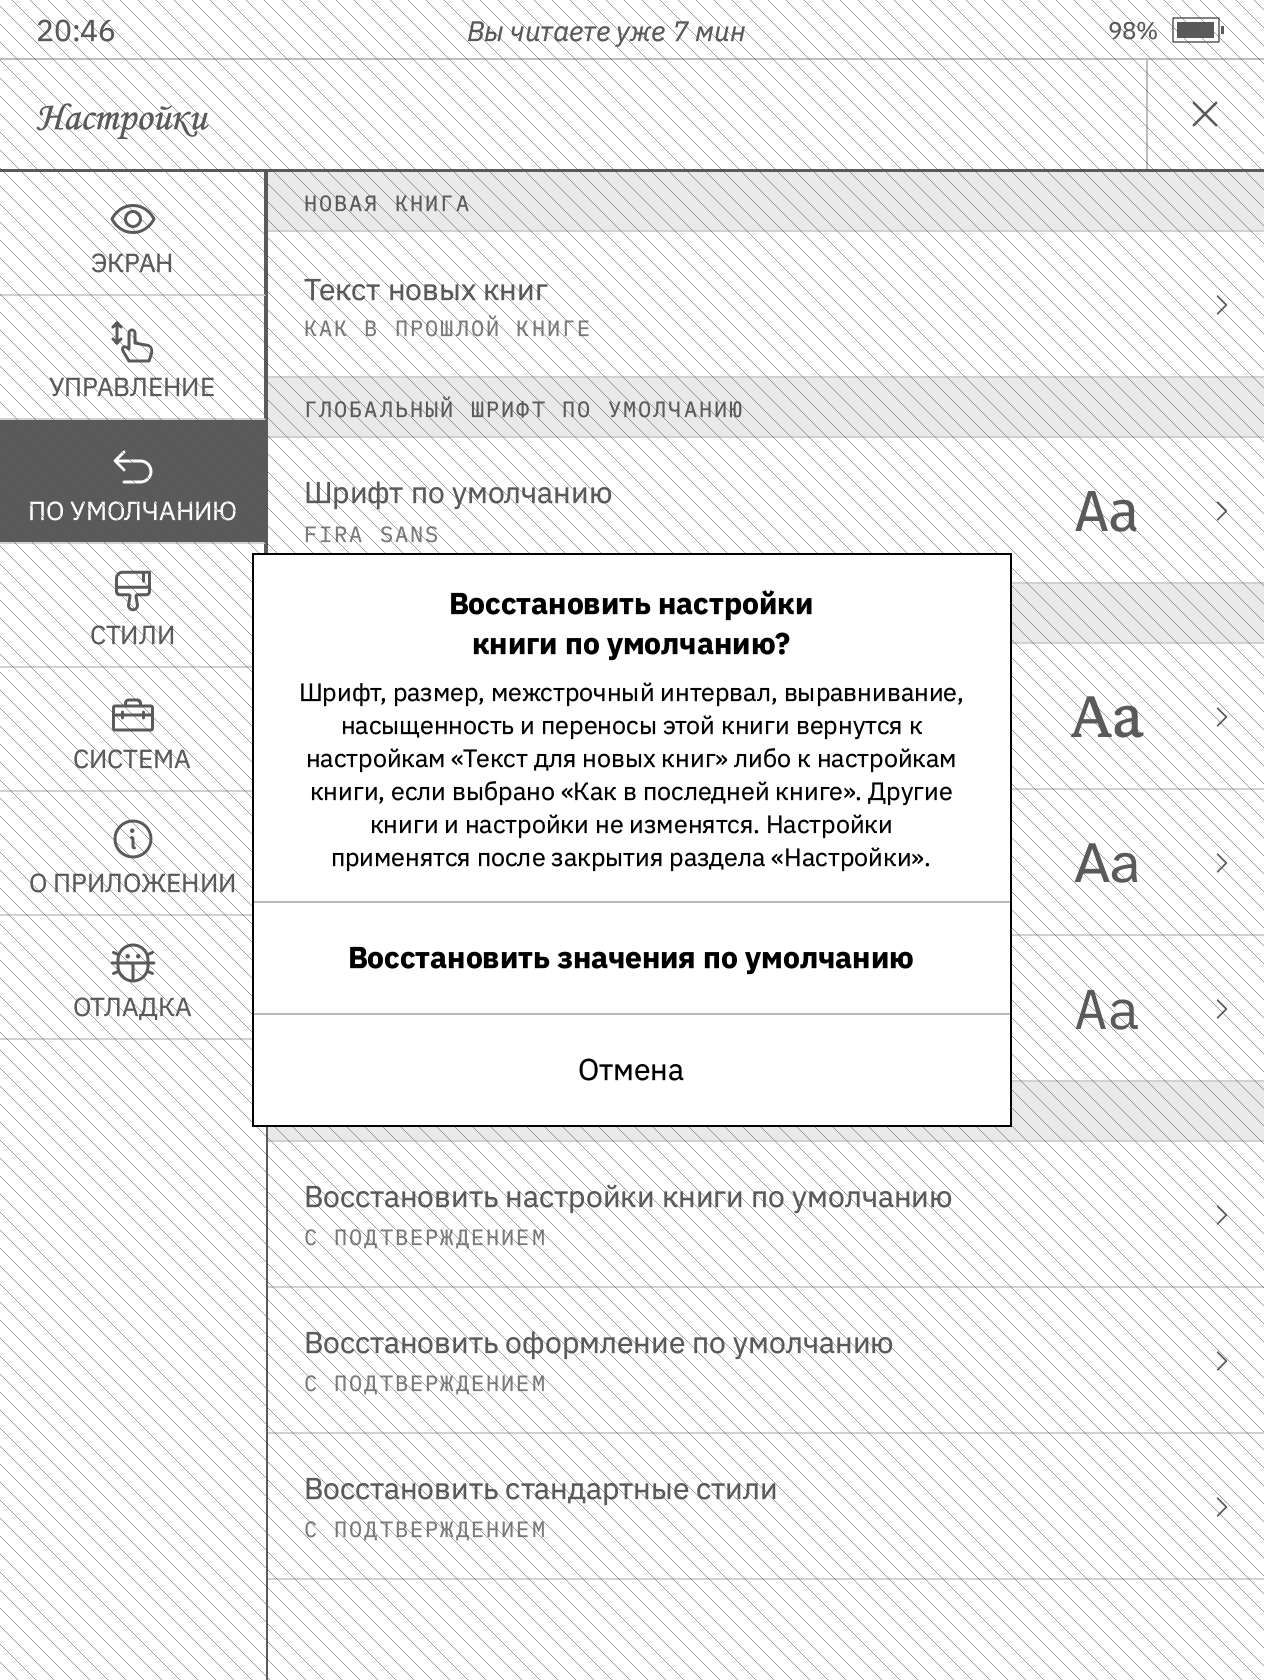 20:46
Вы читаете уже 7 мин
98%
Настройки
ЭКРАН
УПРАВЛЕНИЕ
ПО УМОЛЧАНИЮ
СТИЛИ
СИСТЕМА
О ПРИЛОЖЕНИИ
ОТЛАДКА
НОВАЯ КНИГА
Текст новых книг
КАК В ПРОШЛОЙ КНИГЕ
ГЛОБАЛЬНЫЙ ШРИФТ ПО УМОЛЧАНИЮ
Шрифт по умолчанию
FIRA SANS
Aa
Aa
Aa
Aa
Восстановить настройки
книги по умолчанию?
Шрифт, размер, межстрочный интервал, выравнивание,
насыщенность и переносы этой книги вернутся к
настройкам «Текст для новых книг» либо к настройкам
книги, если выбрано «Как в последней книге». Другие
книги и настройки не изменятся. Настройки
применятся после закрытия раздела «Настройки».
Восстановить значения по умолчанию
Отмена
Восстановить настройки книги по умолчанию
С ПОДТВЕРЖДЕНИЕМ
Восстановить оформление по умолчанию
С ПОДТВЕРЖДЕНИЕМ
Восстановить стандартные стили
С ПОДТВЕРЖДЕНИЕМ